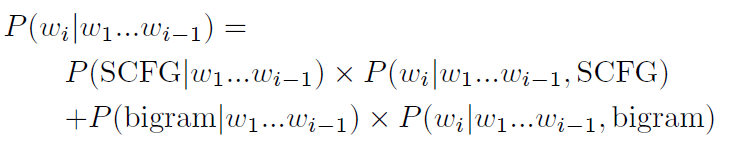 P(w_i|w_1...w_{i−1}) =
P(SCFG|w_1...w_{i−1}) × P(w_i|w_1...w_{i−1}, SCFG)
+P(bigram|w_1...w_{i−1}) × P(w_i|w_1...w_{i−1}, bigram)